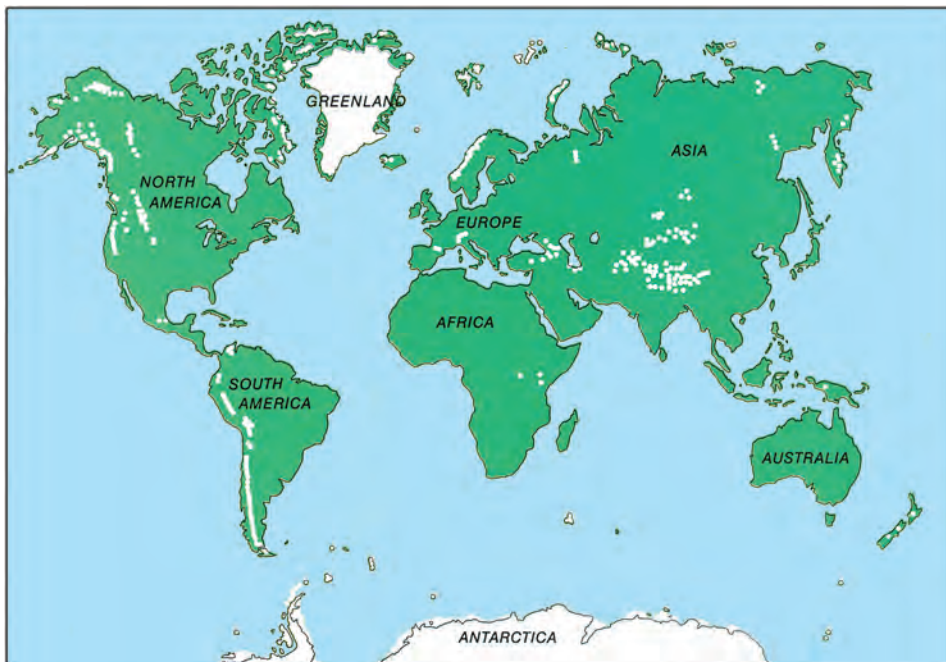 GREENLAND
ASIA
NORTH
AMERICA
EUROPE
AFRICA
SOUTH
AMERICA
AUSTRALIA
ANTARCTICA